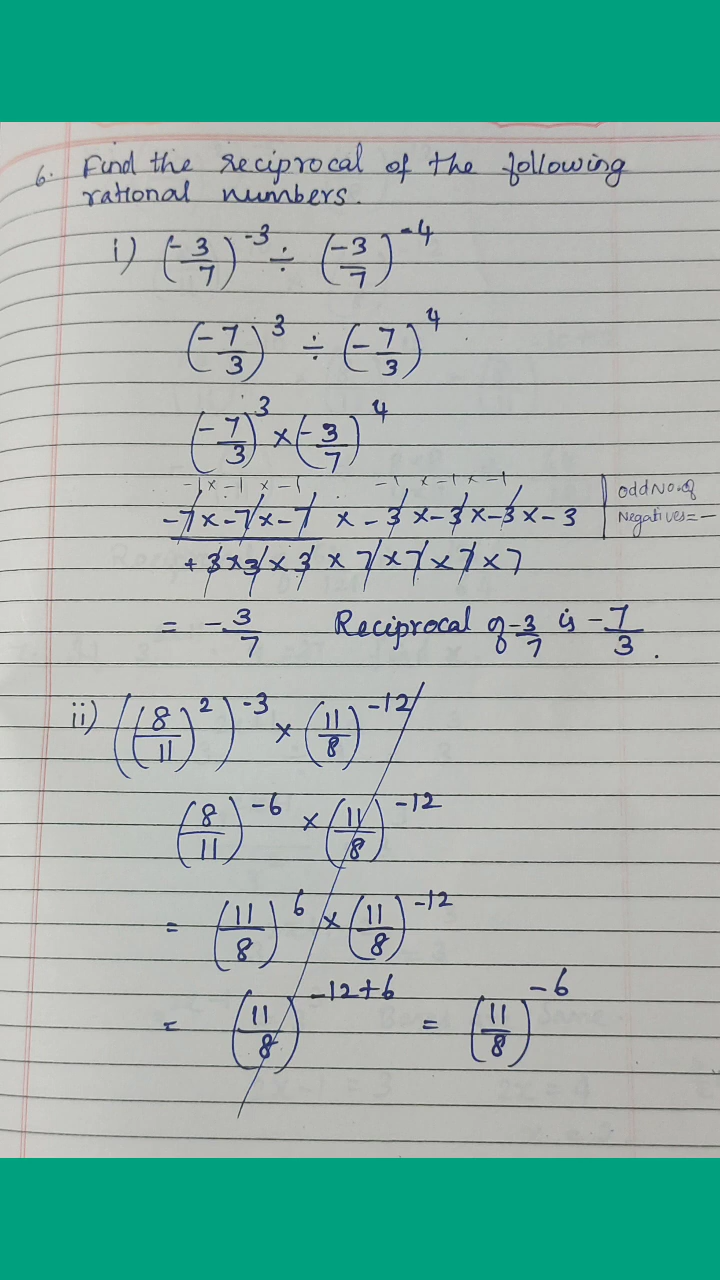 6. Find the reciprocal of the following
rational numbers.
i) (-3/7)^-3 ÷ (-3/7)^-4
(-7/3)^3 ÷ (-7/3)^4
(-7/3)^3 × (-3/7)^4
-1 × -1 × -1 -1 × -1 × -1
-7 × -7 × -7 × -3 × -3 × -3 × -3 odd No. of
+3 × 3 × 3 × 7 × 7 × 7 × 7 Negatives = -
= -3/7 Reciprocal of -3/7 is -7/3.
ii) ((8/11)^2)^-3 × (11/8)^-12
(8/11)^-6 × (11/8)^-12
= (11/8)^6 × (11/8)^-12
= (11/8)^-12+6 = (11/8)^-6